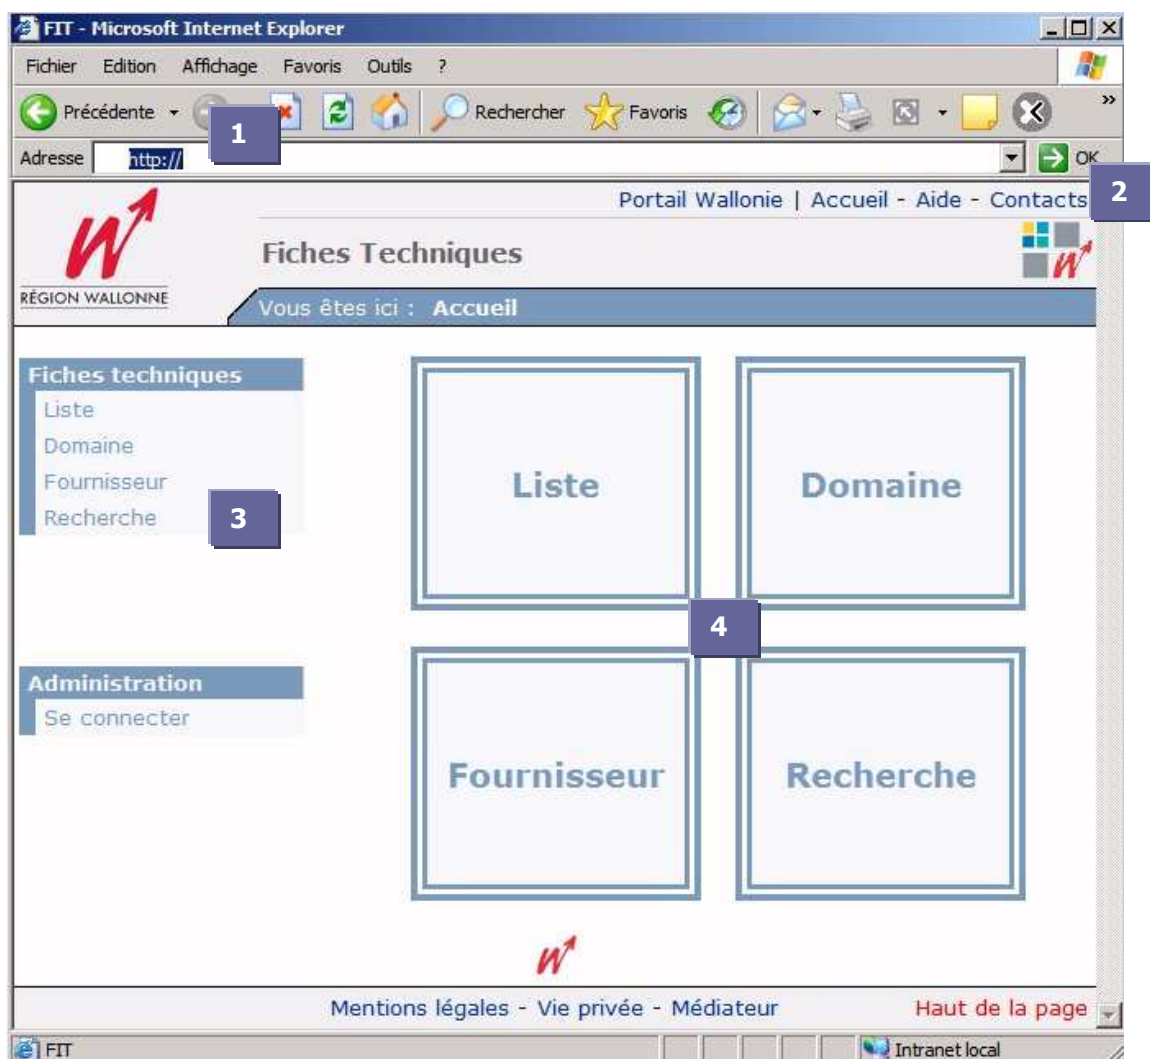 FIT - Microsoft Internet Explorer
Fichier Edition Affichage Favoris Outils ?
Précédente Rechercher Favoris »
1
Adresse http:// OK
2
Portail Wallonie | Accueil - Aide - Contacts
W
RÉGION WALLONNE
Fiches Techniques
W
Vous êtes ici : Accueil
Fiches techniques
Liste
Domaine
Fournisseur
Recherche
3
Administration
Se connecter
Liste Domaine
4
Fournisseur Recherche
W
Mentions légales - Vie privée - Médiateur Haut de la page
FIT Intranet local